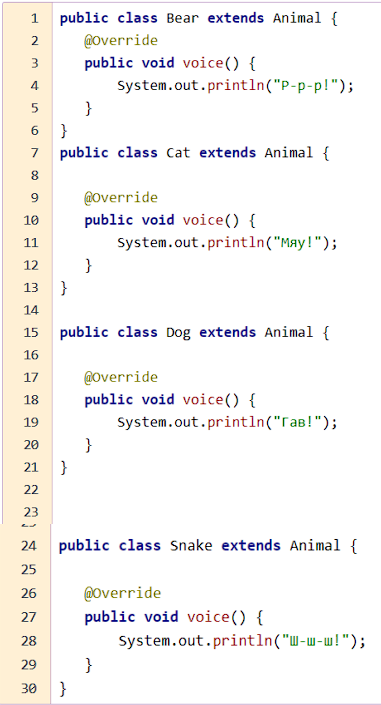 1 public class Bear extends Animal {
2 @Override
3 public void voice() {
4 System.out.println("Р-р-р!");
5 }
6 }
7 public class Cat extends Animal {
8
9 @Override
10 public void voice() {
11 System.out.println("Мяу!");
12 }
13 }
14
15 public class Dog extends Animal {
16
17 @Override
18 public void voice() {
19 System.out.println("Гав!");
20 }
21 }
22
23
24 public class Snake extends Animal {
25
26 @Override
27 public void voice() {
28 System.out.println("Ш-ш-ш!");
29 }
30 }